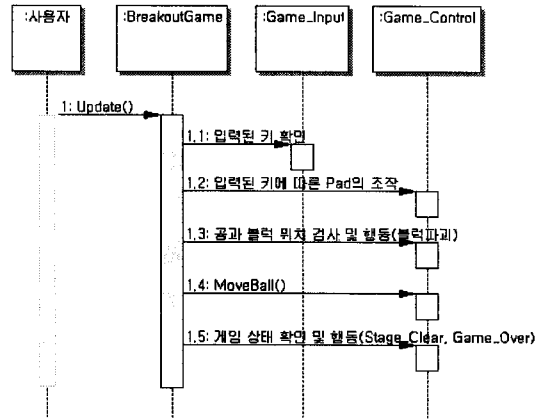 :사용자
:BreakoutGame
:Game_Input
:Game_Control
1: Update()
1,1: 입력된 키 확인
1,2: 입력된 키에 따른 Pad의 조작
1,3: 공과 블럭 위치 검사 및 행동(블럭파괴)
1,4: MoveBall()
1,5: 게임 상태 확인 및 행동(Stage_Clear, Game_Over)